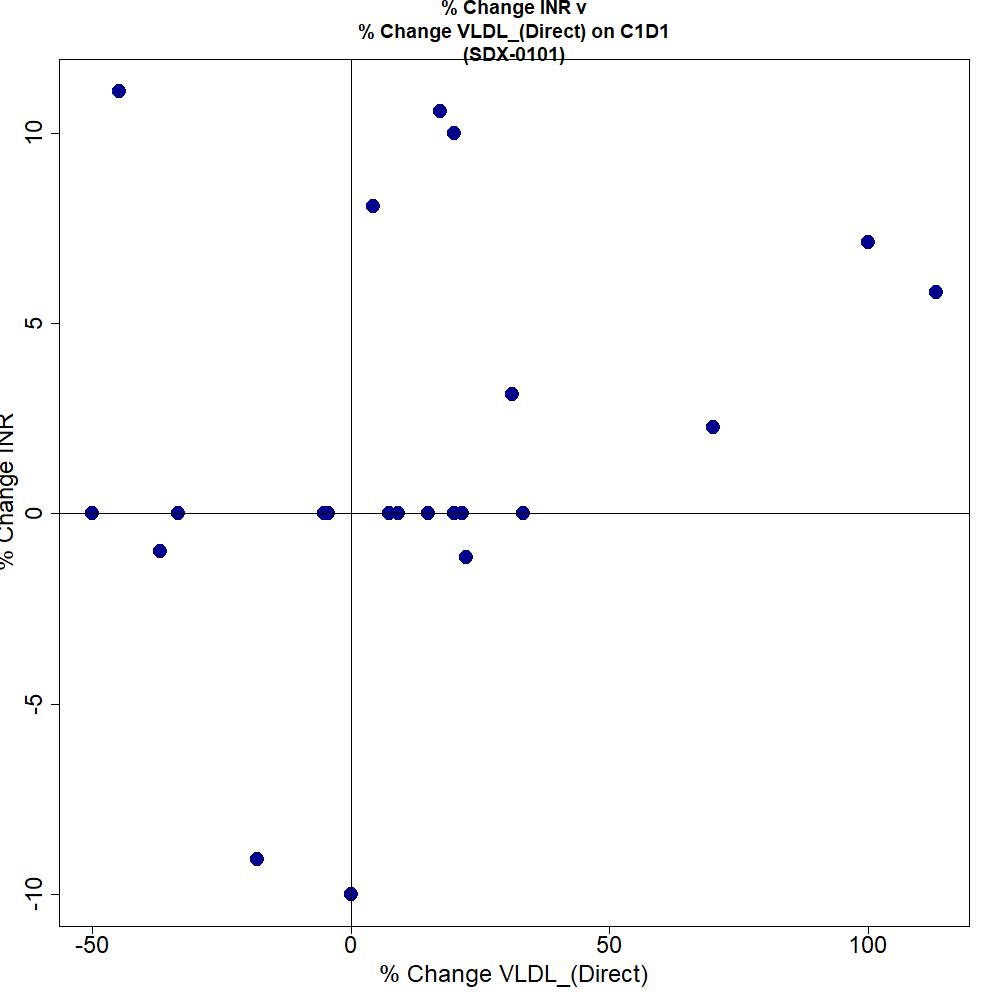 % Change INR v
% Change VLDL_(Direct) on C1D1
(SDX-0101)
% Change INR
10
5
0
-5
-10
-50
0
50
100
% Change VLDL_(Direct)